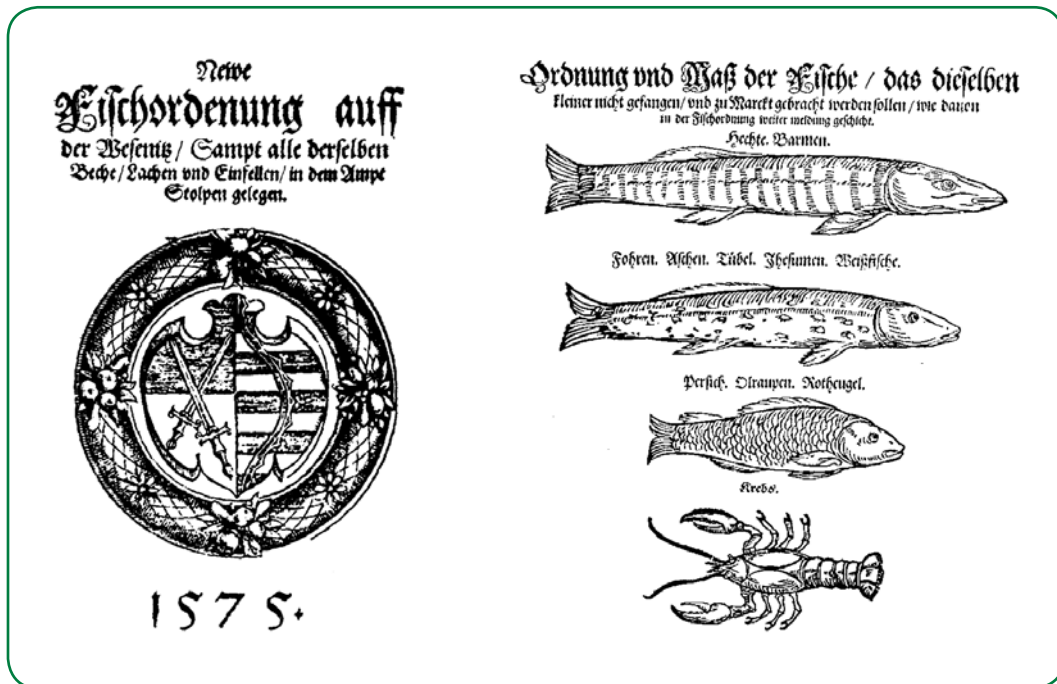 Newe
Fischordenung auff
der Wesenitz / Sampt alle derselben
Beche / Lachen vnd Einfellen / in dem Ampt
Stolpen gelegen.
1575.
Ordnung vnd Maß der Fische / das dieselben
kleiner nicht gefangen / vnd zu Marckt gebracht werden sollen / wie dauon
in der Fischordnung weiter meldung geschicht.
Hechte. Barmen.
Fohren. Aschen. Tübel. Jhesumen. Weißfische.
Persich. Olraupen. Rotheugel.
Krebs.